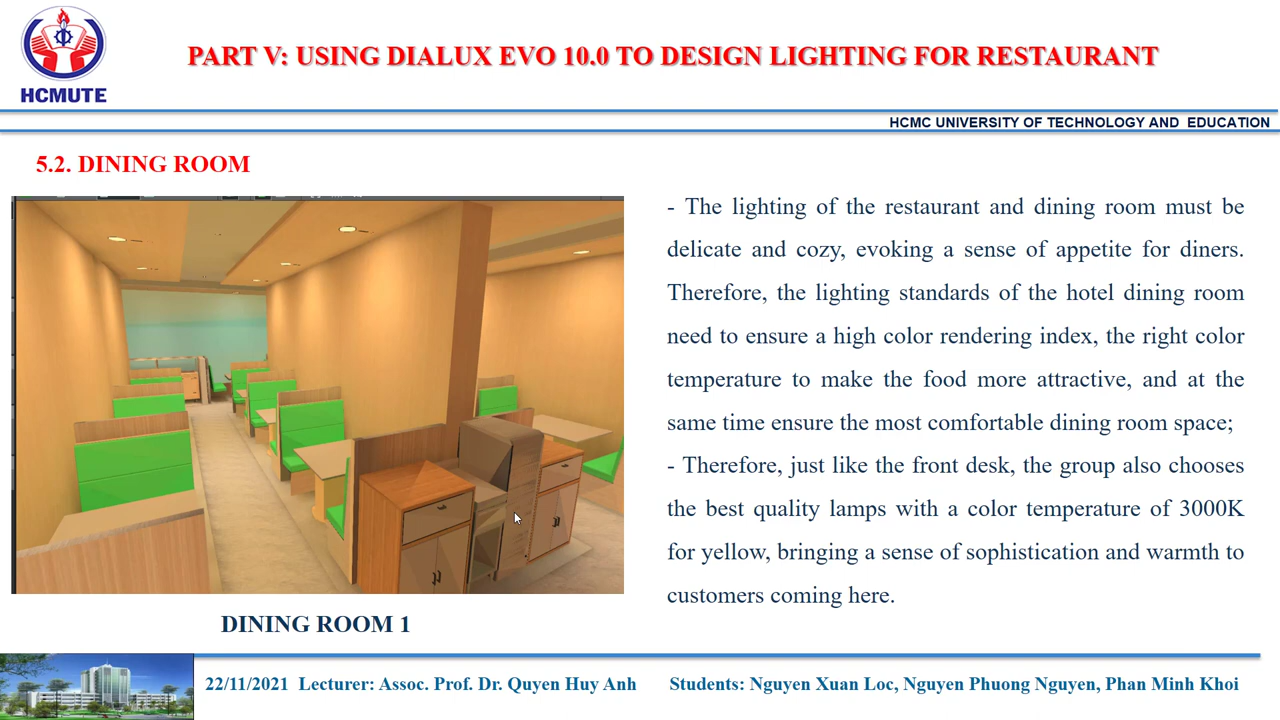 HCMUTE
PART V: USING DIALUX EVO 10.0 TO DESIGN LIGHTING FOR RESTAURANT
HCMC UNIVERSITY OF TECHNOLOGY AND EDUCATION
5.2. DINING ROOM
- The lighting of the restaurant and dining room must be
delicate and cozy, evoking a sense of appetite for diners.
Therefore, the lighting standards of the hotel dining room
need to ensure a high color rendering index, the right color
temperature to make the food more attractive, and at the
same time ensure the most comfortable dining room space;
- Therefore, just like the front desk, the group also chooses
the best quality lamps with a color temperature of 3000K
for yellow, bringing a sense of sophistication and warmth to
customers coming here.
DINING ROOM 1
22/11/2021 Lecturer: Assoc. Prof. Dr. Quyen Huy Anh
Students: Nguyen Xuan Loc, Nguyen Phuong Nguyen, Phan Minh Khoi